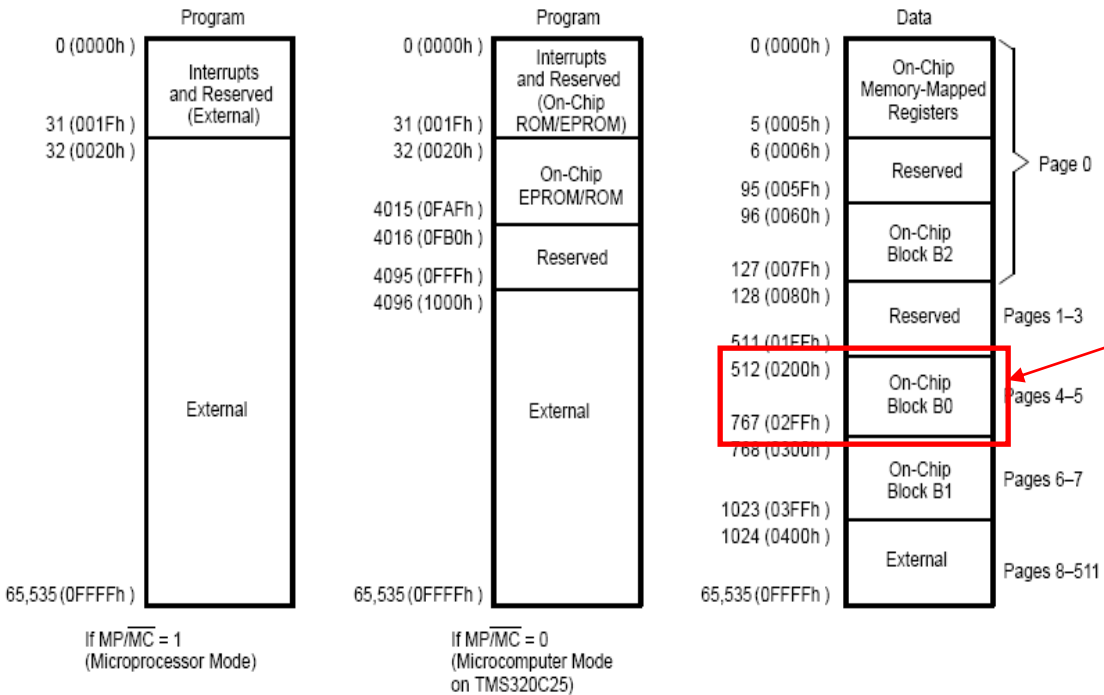 Program
0 (0000h )
Interrupts
and Reserved
(External)
31 (001Fh )
32 (0020h )
External
65,535 (0FFFFh )
If MP/MC = 1
(Microprocessor Mode)
Program
0 (0000h )
Interrupts
and Reserved
(On-Chip
ROM/EPROM)
31 (001Fh )
32 (0020h )
On-Chip
EPROM/ROM
4015 (0FAFh )
4016 (0FB0h )
Reserved
4095 (0FFFh )
4096 (1000h )
External
65,535 (0FFFFh )
If MP/MC = 0
(Microcomputer Mode
on TMS320C25)
Data
0 (0000h )
On-Chip
Memory-Mapped
Registers
5 (0005h )
6 (0006h )
Reserved
Page 0
95 (005Fh )
96 (0060h )
On-Chip
Block B2
127 (007Fh )
128 (0080h )
Reserved
Pages 1–3
511 (01FFh )
512 (0200h )
On-Chip
Block B0
Pages 4–5
767 (02FFh )
768 (0300h )
On-Chip
Block B1
Pages 6–7
1023 (03FFh )
1024 (0400h )
External
Pages 8–511
65,535 (0FFFFh )